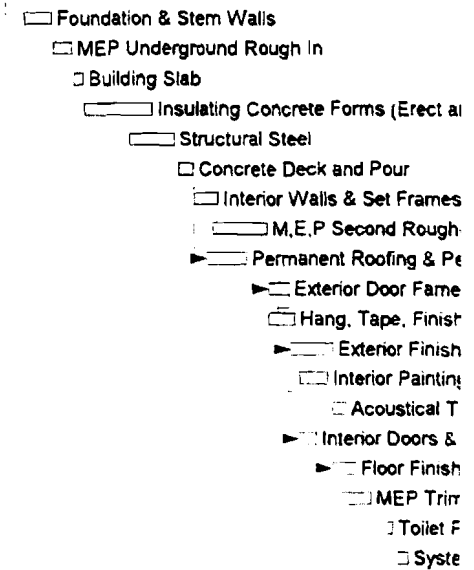 Foundation & Stem Walls
MEP Underground Rough In
Building Slab
Insulating Concrete Forms (Erect a
Structural Steel
Concrete Deck and Pour
Interior Walls & Set Frames
M,E,P Second Rough-
Permanent Roofing & Pe
Exterior Door Fame
Hang, Tape, Finish
Exterior Finish
Interior Painting
Acoustical T
Interior Doors &
Floor Finish
MEP Trim
Toilet F
Syste